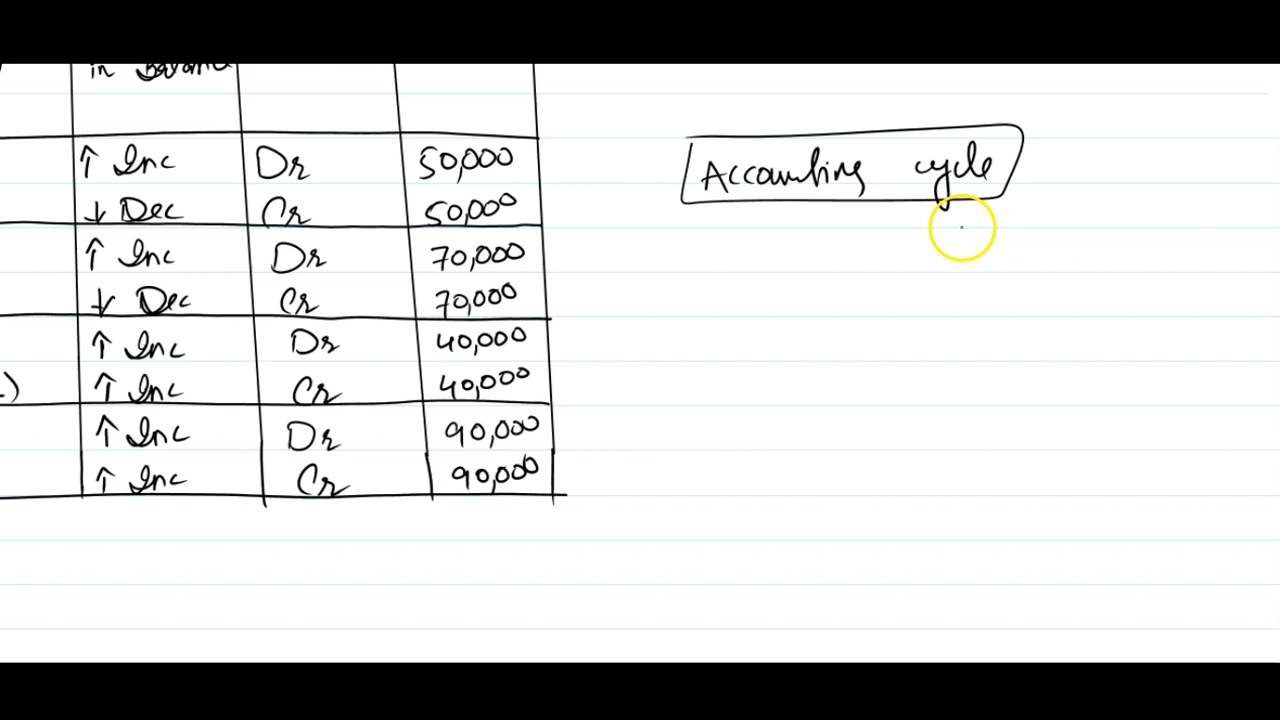 in Balance
↑ Inc Dr 50,000
↓ Dec Cr 50,000
↑ Inc Dr 70,000
↓ Dec Cr 70,000
↑ Inc Dr 40,000
) ↑ Inc Cr 40,000
↑ Inc Dr 90,000
↑ Inc Cr 90,000
Accounting cycle